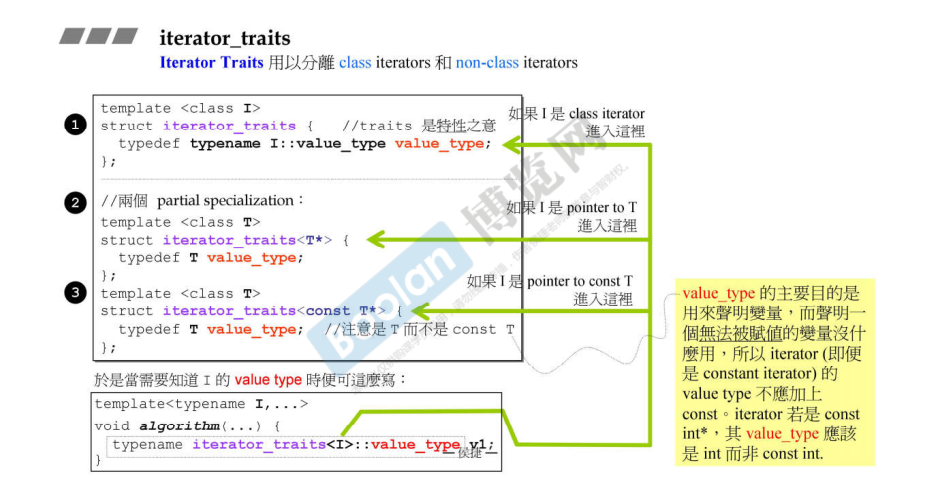 iterator_traits
Iterator Traits 用以分離 class iterators 和 non-class iterators
1
template <class I>
struct iterator_traits {   //traits 是特性之意
typedef typename I::value_type value_type;
};
如果 I 是 class iterator
進入這裡
2
//兩個 partial specialization：
template <class T>
struct iterator_traits<T*> {
typedef T value_type;
};
如果 I 是 pointer to T
進入這裡
3
template <class T>
struct iterator_traits<const T*> {
typedef T value_type;   //注意是 T 而不是 const T
};
如果 I 是 pointer to const T
進入這裡
value_type 的主要目的是
用來聲明變量，而聲明一
個無法被賦值的變量沒什
麼用，所以 iterator (即便
是 constant iterator) 的
value type 不應加上
const。iterator 若是 const
int*，其 value_type 應該
是 int 而非 const int.
於是當需要知道 I 的 value type 時便可這麼寫：
template<typename I,...>
void algorithm(...) {
typename iterator_traits<I>::value_type v1;
}
侯捷
Boolan
博览网